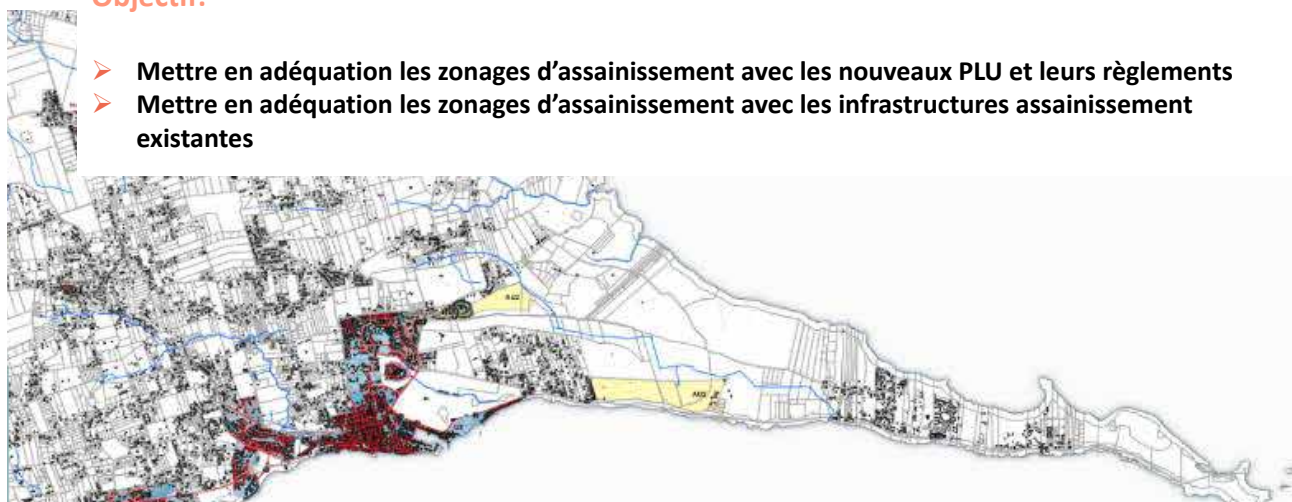 Objectif:
➢ Mettre en adéquation les zonages d’assainissement avec les nouveaux PLU et leurs règlements
➢ Mettre en adéquation les zonages d’assainissement avec les infrastructures assainissement
existantes